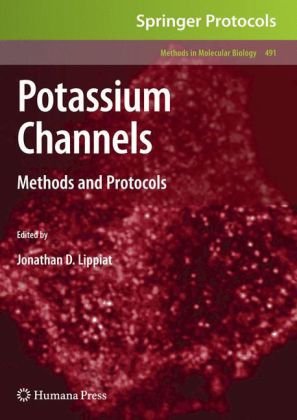 Springer Protocols
Methods in Molecular Biology 491
Potassium
Channels
Methods and Protocols
Edited by
Jonathan D. Lippiat
Humana Press